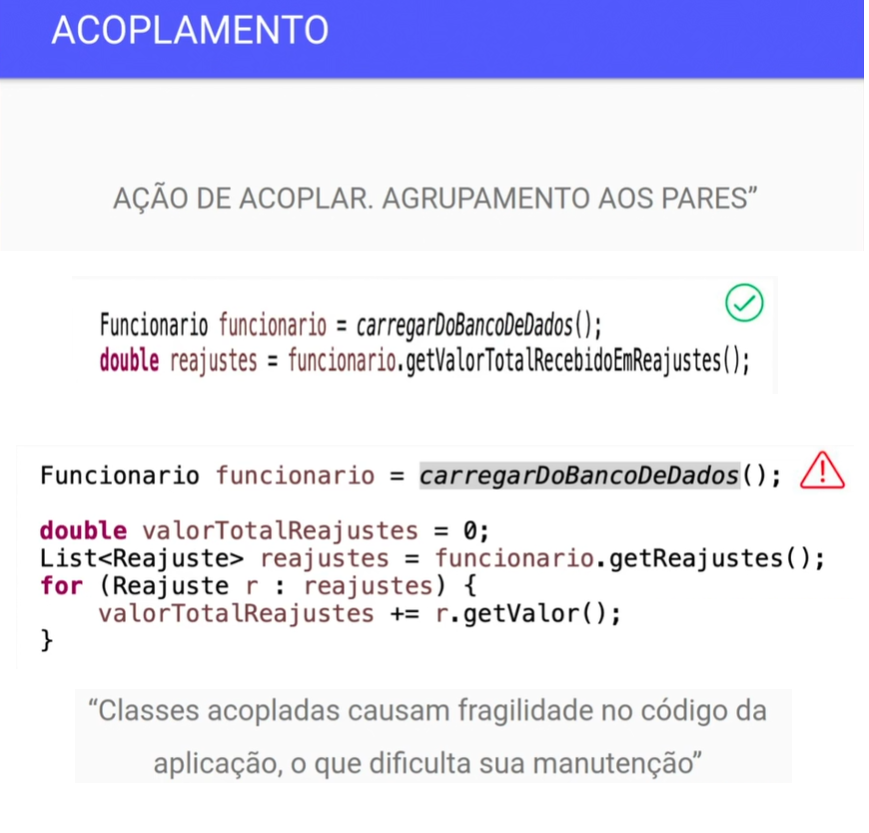 ACOPLAMENTO
AÇÃO DE ACOPLAR. AGRUPAMENTO AOS PARES”
Funcionario funcionario = carregarDoBancoDeDados();
double reajustes = funcionario.getValorTotalRecebidoEmReajustes();
Funcionario funcionario = carregarDoBancoDeDados();
double valorTotalReajustes = 0;
List<Reajuste> reajustes = funcionario.getReajustes();
for (Reajuste r : reajustes) {
    valorTotalReajustes += r.getValor();
}
“Classes acopladas causam fragilidade no código da
aplicação, o que dificulta sua manutenção”